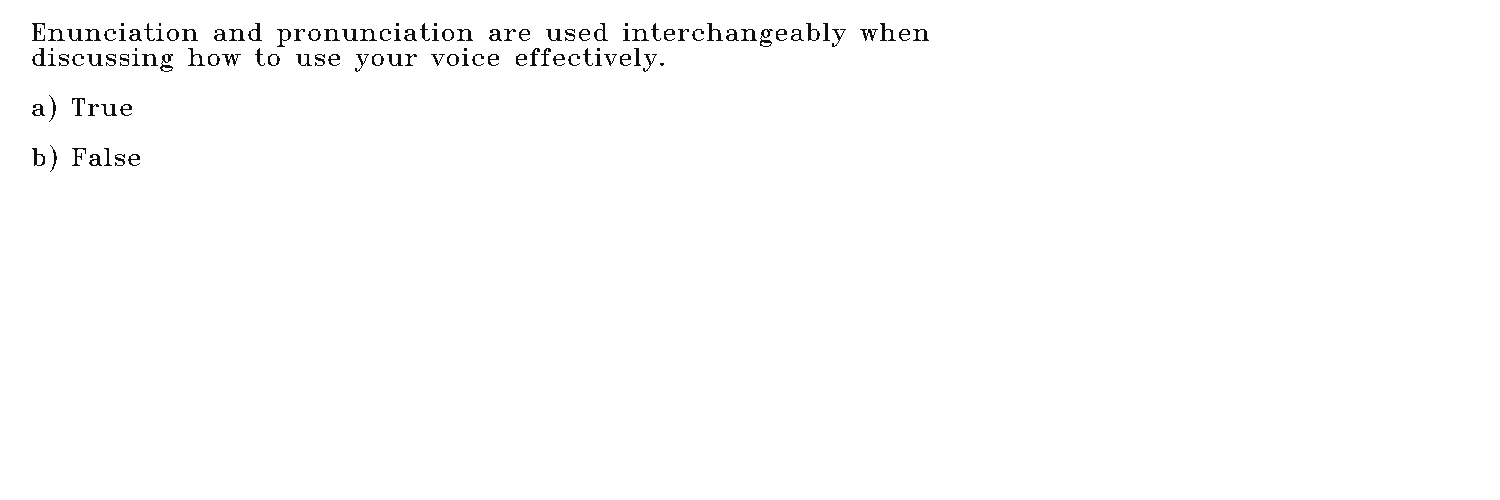 Enunciation and pronunciation are used interchangeably when
discussing how to use your voice effectively.
a) True
b) False